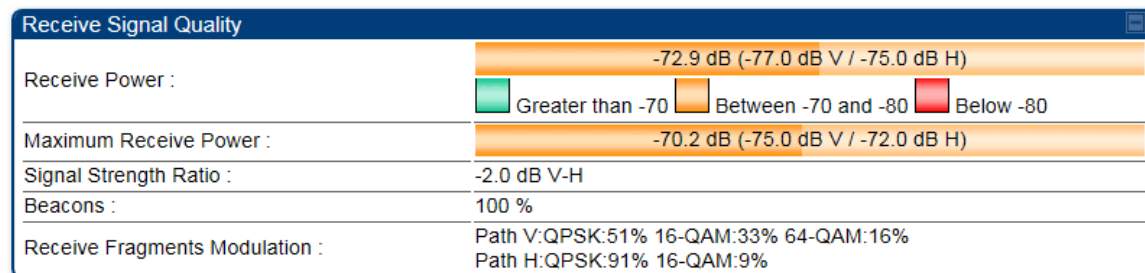 Receive Signal Quality
Receive Power :
-72.9 dB (-77.0 dB V / -75.0 dB H)
Greater than -70 Between -70 and -80 Below -80
Maximum Receive Power :
-70.2 dB (-75.0 dB V / -72.0 dB H)
Signal Strength Ratio :
-2.0 dB V-H
Beacons :
100 %
Receive Fragments Modulation :
Path V:QPSK:51% 16-QAM:33% 64-QAM:16%
Path H:QPSK:91% 16-QAM:9%